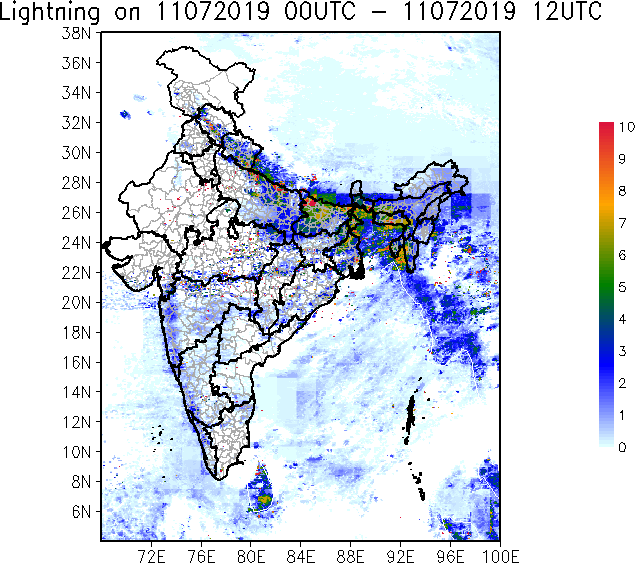 Lightning on 11072019 00UTC – 11072019 12UTC
38N
36N
34N
32N
30N
28N
26N
24N
22N
20N
18N
16N
14N
12N
10N
8N
6N
72E 76E 80E 84E 88E 92E 96E 100E
10
9
8
7
6
5
4
3
2
1
0